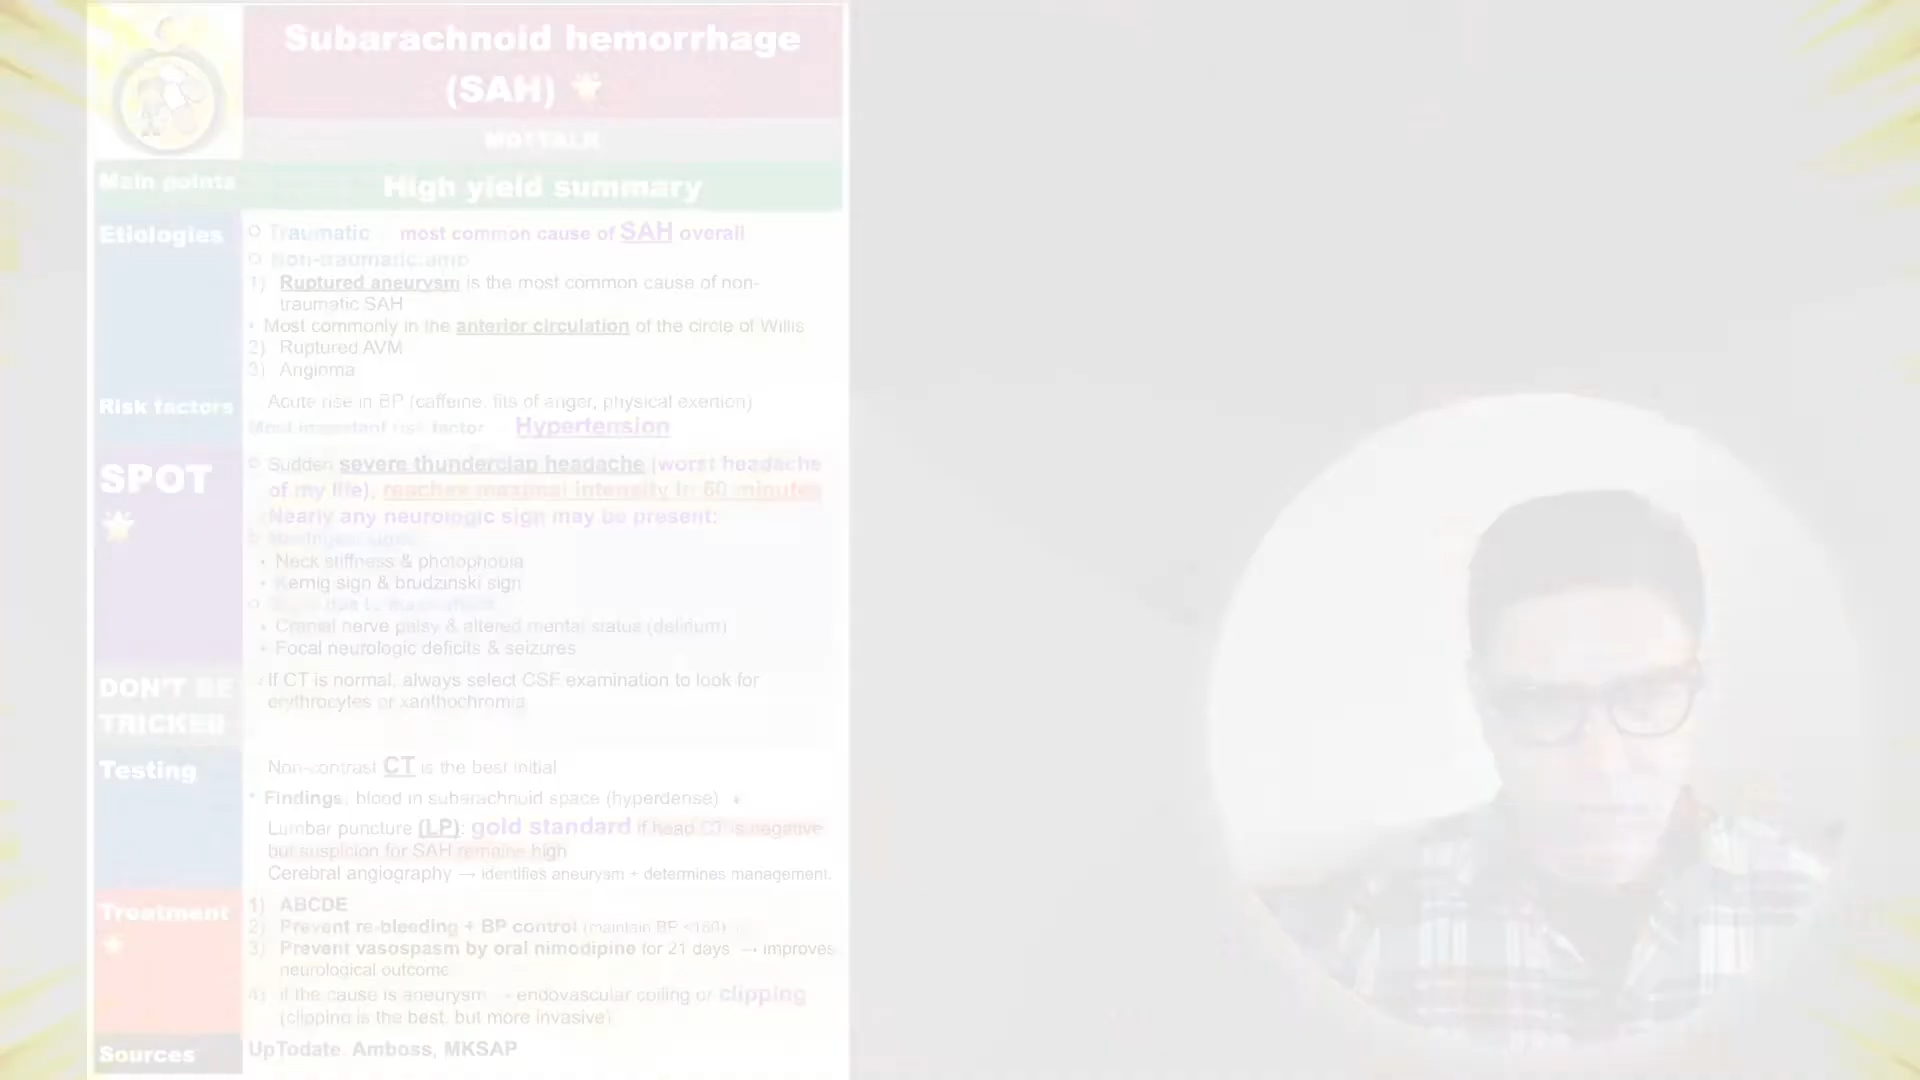 Subarachnoid hemorrhage
(SAH)
Main points
High yield summary
Etiologies
Traumatic most common cause of SAH overall
Non-traumatic
1) Ruptured aneurysm is the most common cause of non-
traumatic SAH
• Most commonly in the anterior circulation of the circle of Willis
2) Ruptured AVM
3) Angioma
Risk factors
Acute rise in BP (caffeine, fits of anger, physical exertion)
Most important risk factor Hypertension
SPOT
Sudden severe thunderclap headache (worst headache
of my life), reaches maximal intensity in 60 minutes
Nearly any neurologic sign may be present:
• Neck stiffness & photophobia
• Kernig sign & brudzinski sign
• Cranial nerve palsy & altered mental status (delirium)
• Focal neurologic deficits & seizures
DON'T BE
TRICKED
If CT is normal, always select CSF examination to look for
erythrocytes or xanthochromia
Testing
Non-contrast CT is the best initial
• Findings: blood in subarachnoid space (hyperdense)
Lumbar puncture (LP): gold standard if head CT is negative
but suspicion for SAH remains high
Cerebral angiography → identifies aneurysm + determines management.
Treatment
1) ABCDE
2) Prevent re-bleeding + BP control (maintain BP <160)
3) Prevent vasospasm by oral nimodipine for 21 days → improves
neurological outcome
4) if the cause is aneurysm → endovascular coiling or clipping
(clipping is the best, but more invasive)
Sources
UpTodate, Amboss, MKSAP